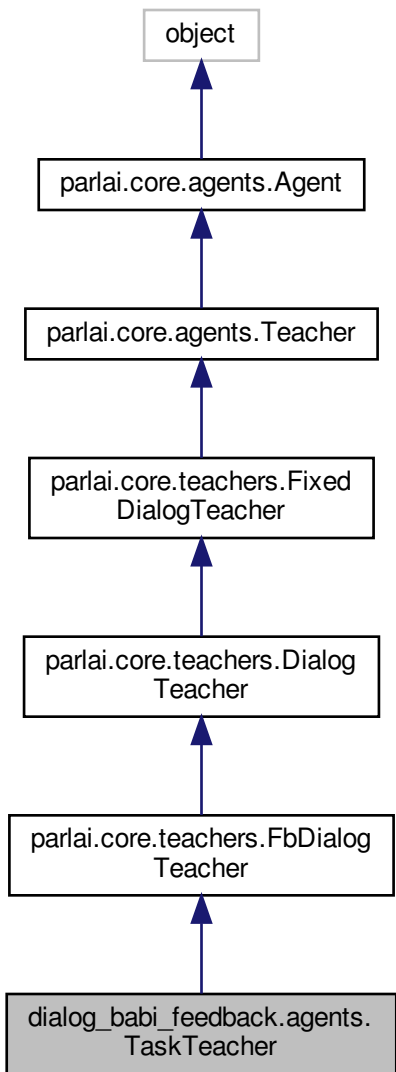 object
parlai.core.agents.Agent
parlai.core.agents.Teacher
parlai.core.teachers.Fixed
DialogTeacher
parlai.core.teachers.Dialog
Teacher
parlai.core.teachers.FbDialog
Teacher
dialog_babi_feedback.agents.
TaskTeacher